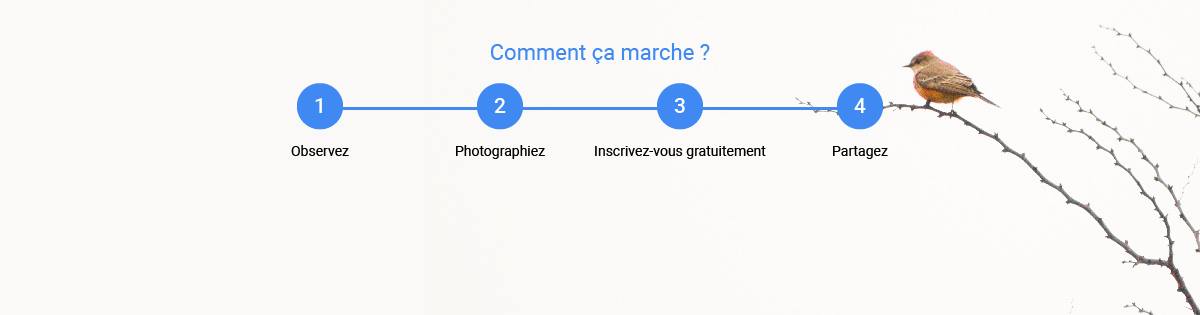 Comment ça marche ?
1
2
3
4
Observez
Photographiez
Inscrivez-vous gratuitement
Partagez